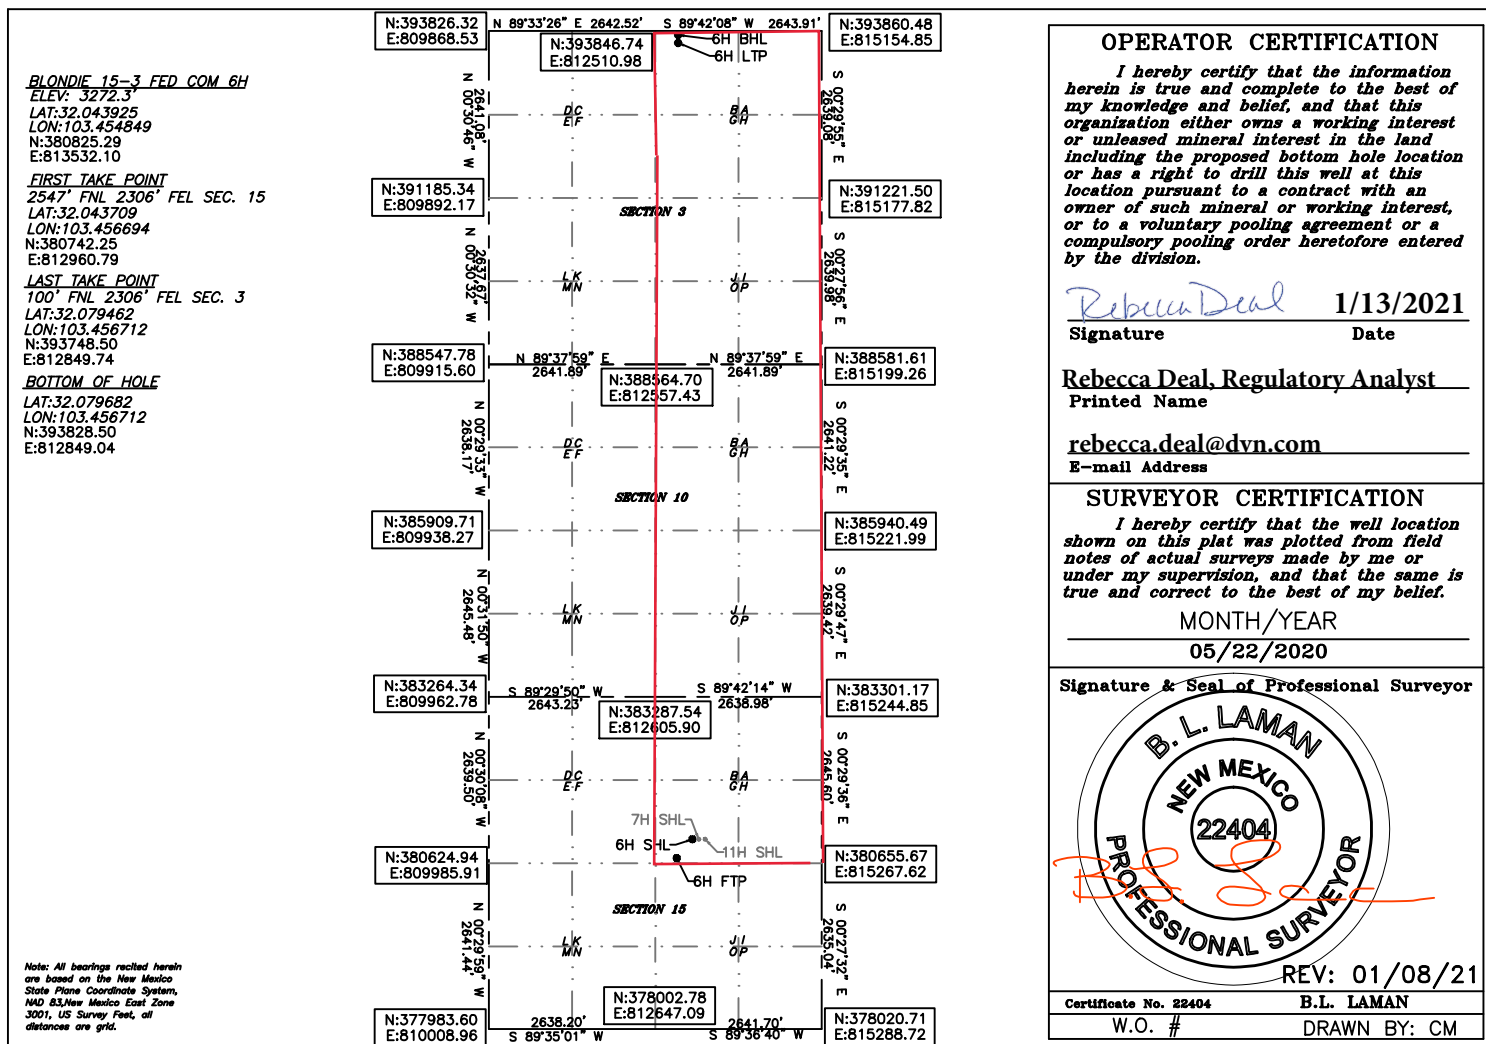 BLONDIE 15-3 FED COM 6H
ELEV: 3272.3'
LAT:32.043925
LON:103.454849
N:380825.29
E:813532.10
FIRST TAKE POINT
2547' FNL 2306' FEL SEC. 15
LAT:32.043709
LON:103.456694
N:380742.25
E:812960.79
LAST TAKE POINT
100' FNL 2306' FEL SEC. 3
LAT:32.079462
LON:103.456712
N:393748.50
E:812849.74
BOTTOM OF HOLE
LAT:32.079682
LON:103.456712
N:393828.50
E:812849.04
Note: All bearings recited herein
are based on the New Mexico
State Plane Coordinate System,
NAD 83,New Mexico East Zone
3001, US Survey Feet, all
distances are grid.
N:393826.32
E:809868.53
N 89°33'26" E 2642.52'
S 89°42'08" W 2643.91'
N:393860.48
E:815154.85
N:393846.74
E:812510.98
6H BHL
6H LTP
N 00°30'46" W
2641.08'
S 00°29'55" E
2639.08'
DC
EF
BA
GH
N:391185.34
E:809892.17
SECTION 3
N:391221.50
E:815177.82
N 00°30'32" W
2637.67'
S 00°27'56" E
2639.98'
LK
MN
JI
OP
N:388547.78
E:809915.60
N 89°37'59" E
2641.89'
N 89°37'59" E
2641.89'
N:388581.61
E:815199.26
N:388564.70
E:812557.43
N 00°29'33" W
2638.17'
S 00°29'35" E
2641.22'
DC
EF
BA
GH
SECTION 10
N:385909.71
E:809938.27
N:385940.49
E:815221.99
N 00°31'50" W
2645.48'
S 00°29'47" E
2639.42'
LK
MN
JI
OP
N:383264.34
E:809962.78
S 89°29'50" W
2643.23'
S 89°42'14" W
2638.98'
N:383301.17
E:815244.85
N:383287.54
E:812605.90
N 00°30'08" W
2639.50'
S 00°29'36" E
2645.60'
DC
EF
BA
GH
7H SHL
6H SHL
11H SHL
6H FTP
N:380624.94
E:809985.91
N:380655.67
E:815267.62
SECTION 15
N 00°29'59" W
2641.44'
S 00°27'32" E
2635.04'
LK
MN
JI
OP
N:378002.78
E:812647.09
N:377983.60
E:810008.96
2638.20'
S 89°35'01" W
2641.70'
S 89°36'40" W
N:378020.71
E:815288.72
OPERATOR CERTIFICATION
I hereby certify that the information
herein is true and complete to the best of
my knowledge and belief, and that this
organization either owns a working interest
or unleased mineral interest in the land
including the proposed bottom hole location
or has a right to drill this well at this
location pursuant to a contract with an
owner of such mineral or working interest,
or to a voluntary pooling agreement or a
compulsory pooling order heretofore entered
by the division.
Rebecca Deal 1/13/2021
Signature Date
Rebecca Deal, Regulatory Analyst
Printed Name
rebecca.deal@dvn.com
E-mail Address
SURVEYOR CERTIFICATION
I hereby certify that the well location
shown on this plat was plotted from field
notes of actual surveys made by me or
under my supervision, and that the same is
true and correct to the best of my belief.
MONTH/YEAR
05/22/2020
Signature & Seal of Professional Surveyor
B. L. LAMAN
NEW MEXICO
22404
PROFESSIONAL SURVEYOR
REV: 01/08/21
Certificate No. 22404 B.L. LAMAN
W.O. # DRAWN BY: CM